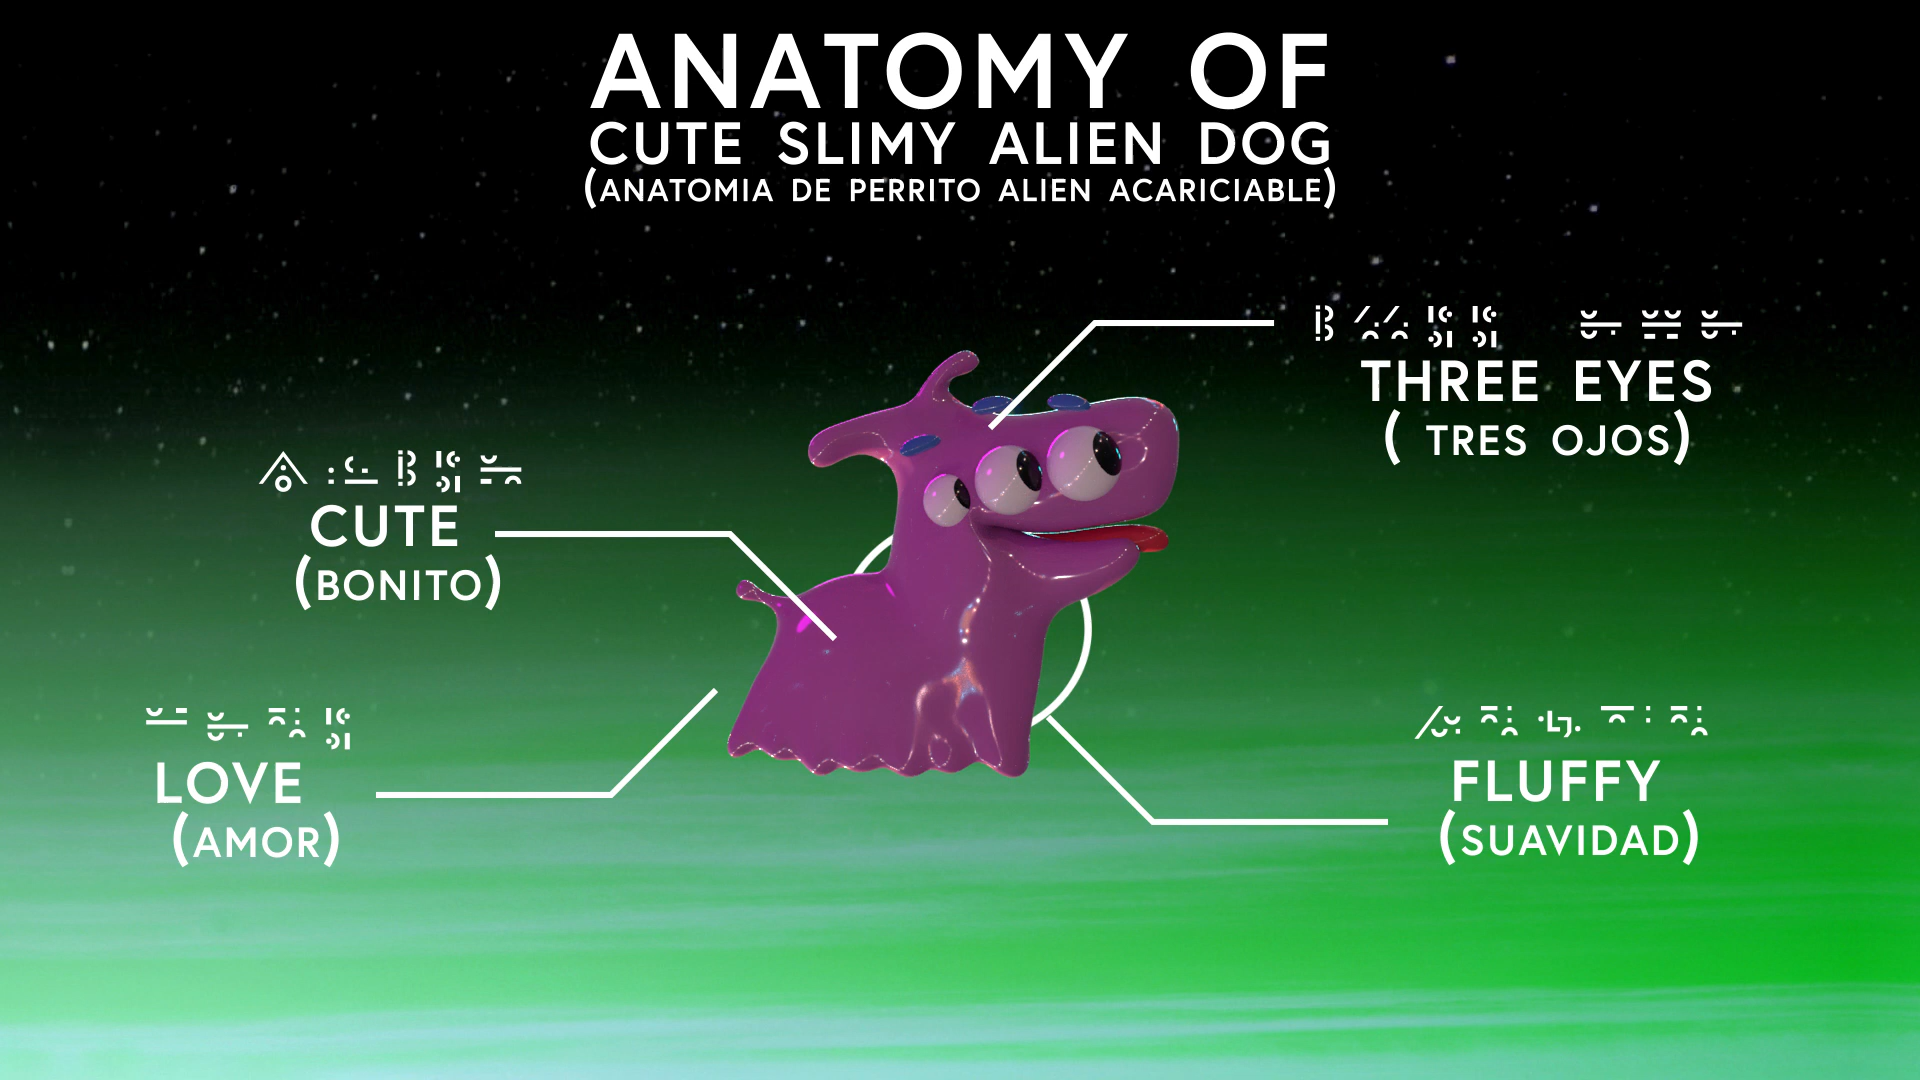 ANATOMY OF
CUTE SLIMY ALIEN DOG
(ANATOMIA DE PERRITO ALIEN ACARICIABLE)
THREE EYES
( TRES OJOS)
CUTE
(BONITO)
LOVE
(AMOR)
FLUFFY
(SUAVIDAD)